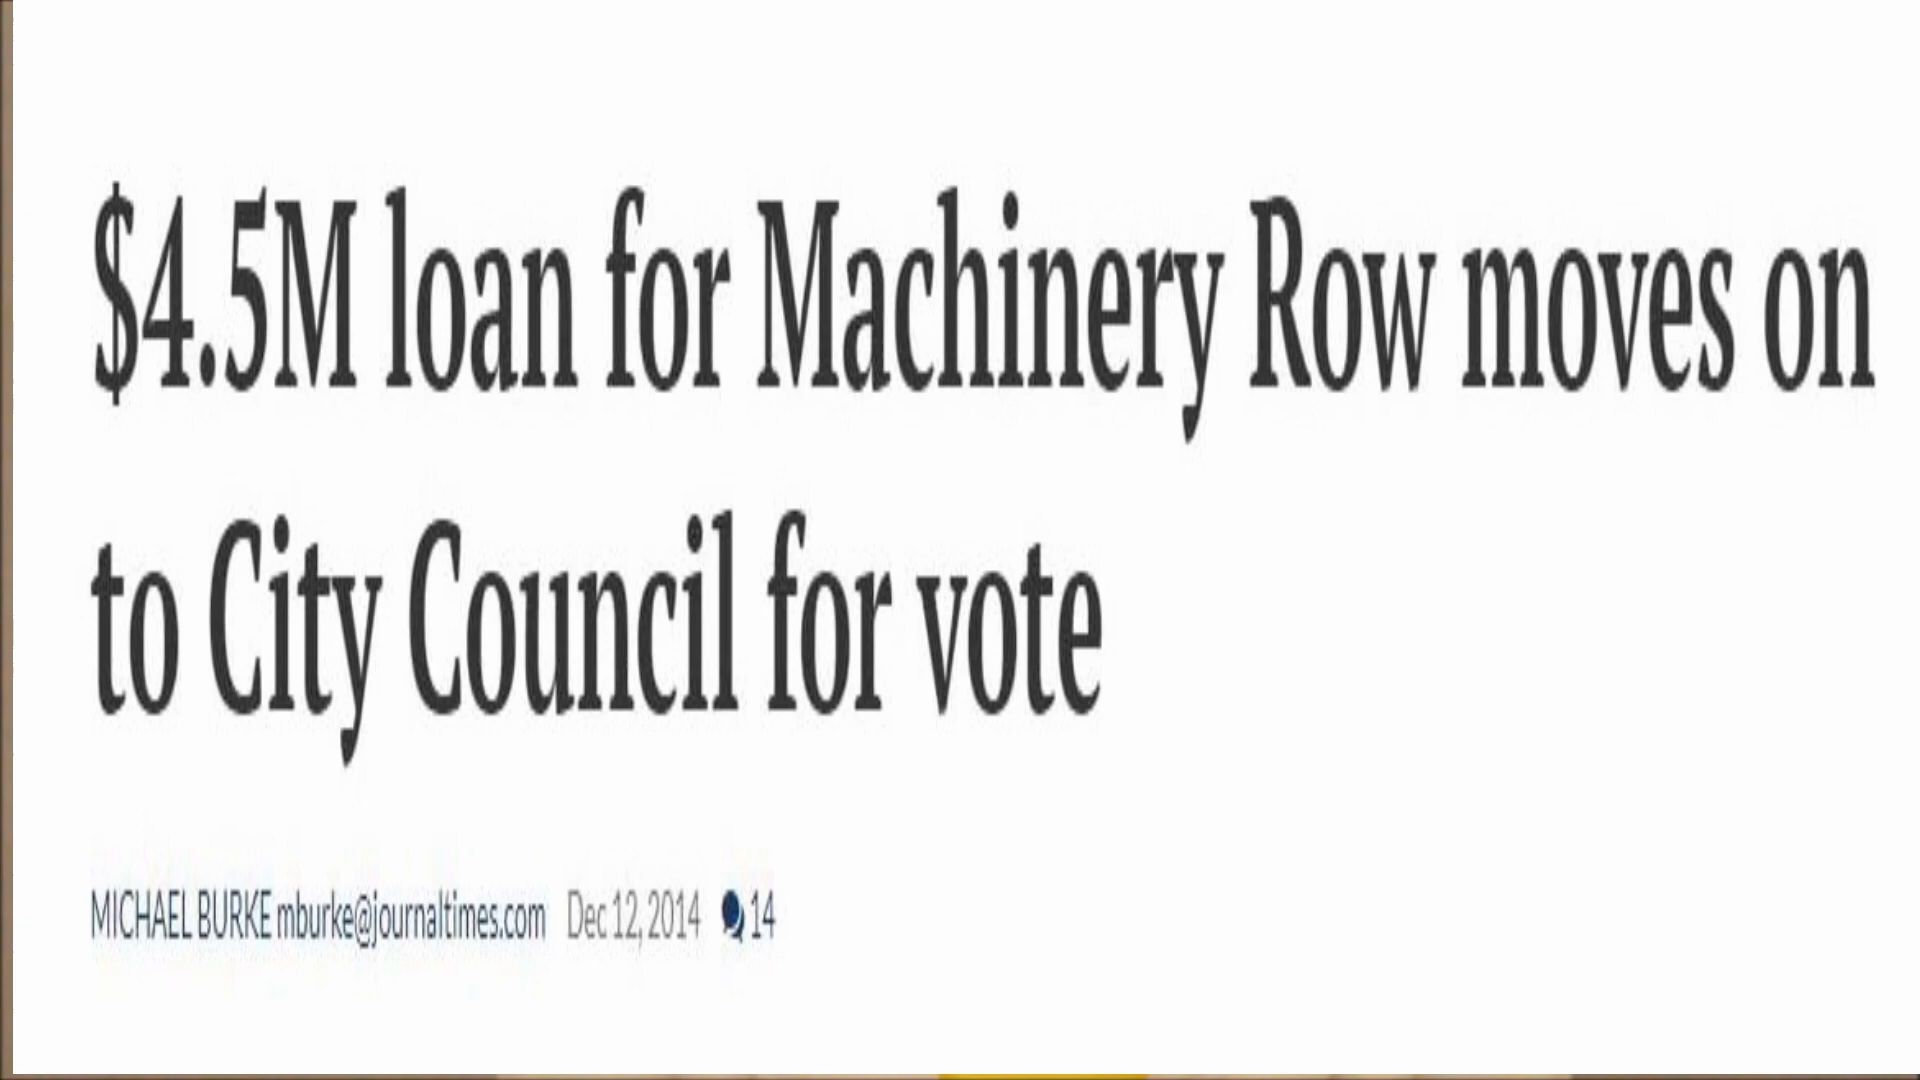 $4.5M loan for Machinery Row moves on
to City Council for vote
MICHAEL BURKE mburke@journaltimes.com Dec 12, 2014 14